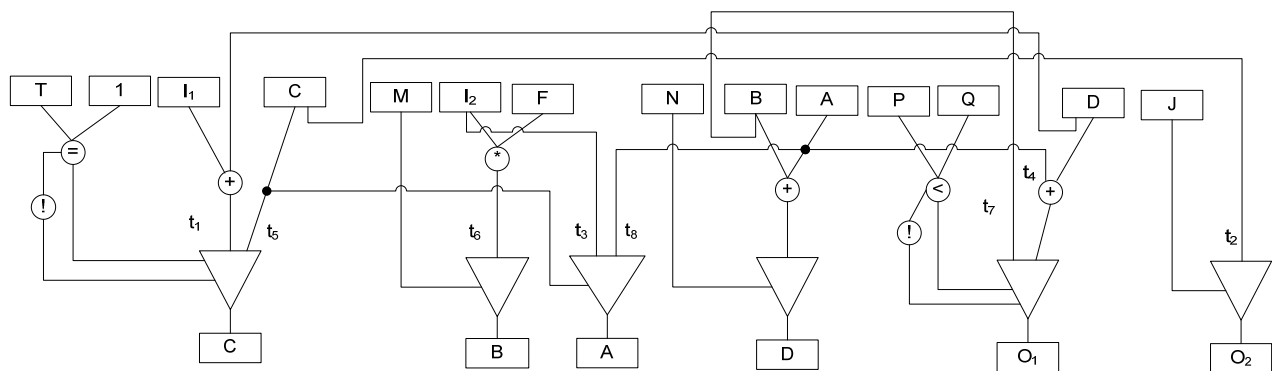 T 1 I₁ C M I₂ F N B A P Q D J
= * + < +
! + !
t₁ t₅ t₆ t₃ t₈ t₇ t₄ t₂
C B A D O₁ O₂